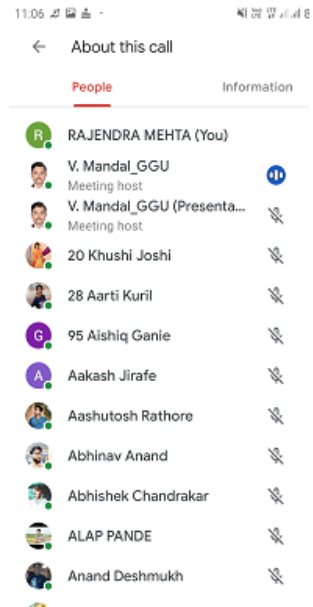 11:06
About this call
People Information
R RAJENDRA MEHTA (You)
V. Mandal_GGU
Meeting host
V. Mandal_GGU (Presenta...
Meeting host
20 Khushi Joshi
28 Aarti Kuril
G 95 Aishiq Ganie
A Aakash Jirafe
Aashutosh Rathore
Abhinav Anand
Abhishek Chandrakar
ALAP PANDE
Anand Deshmukh